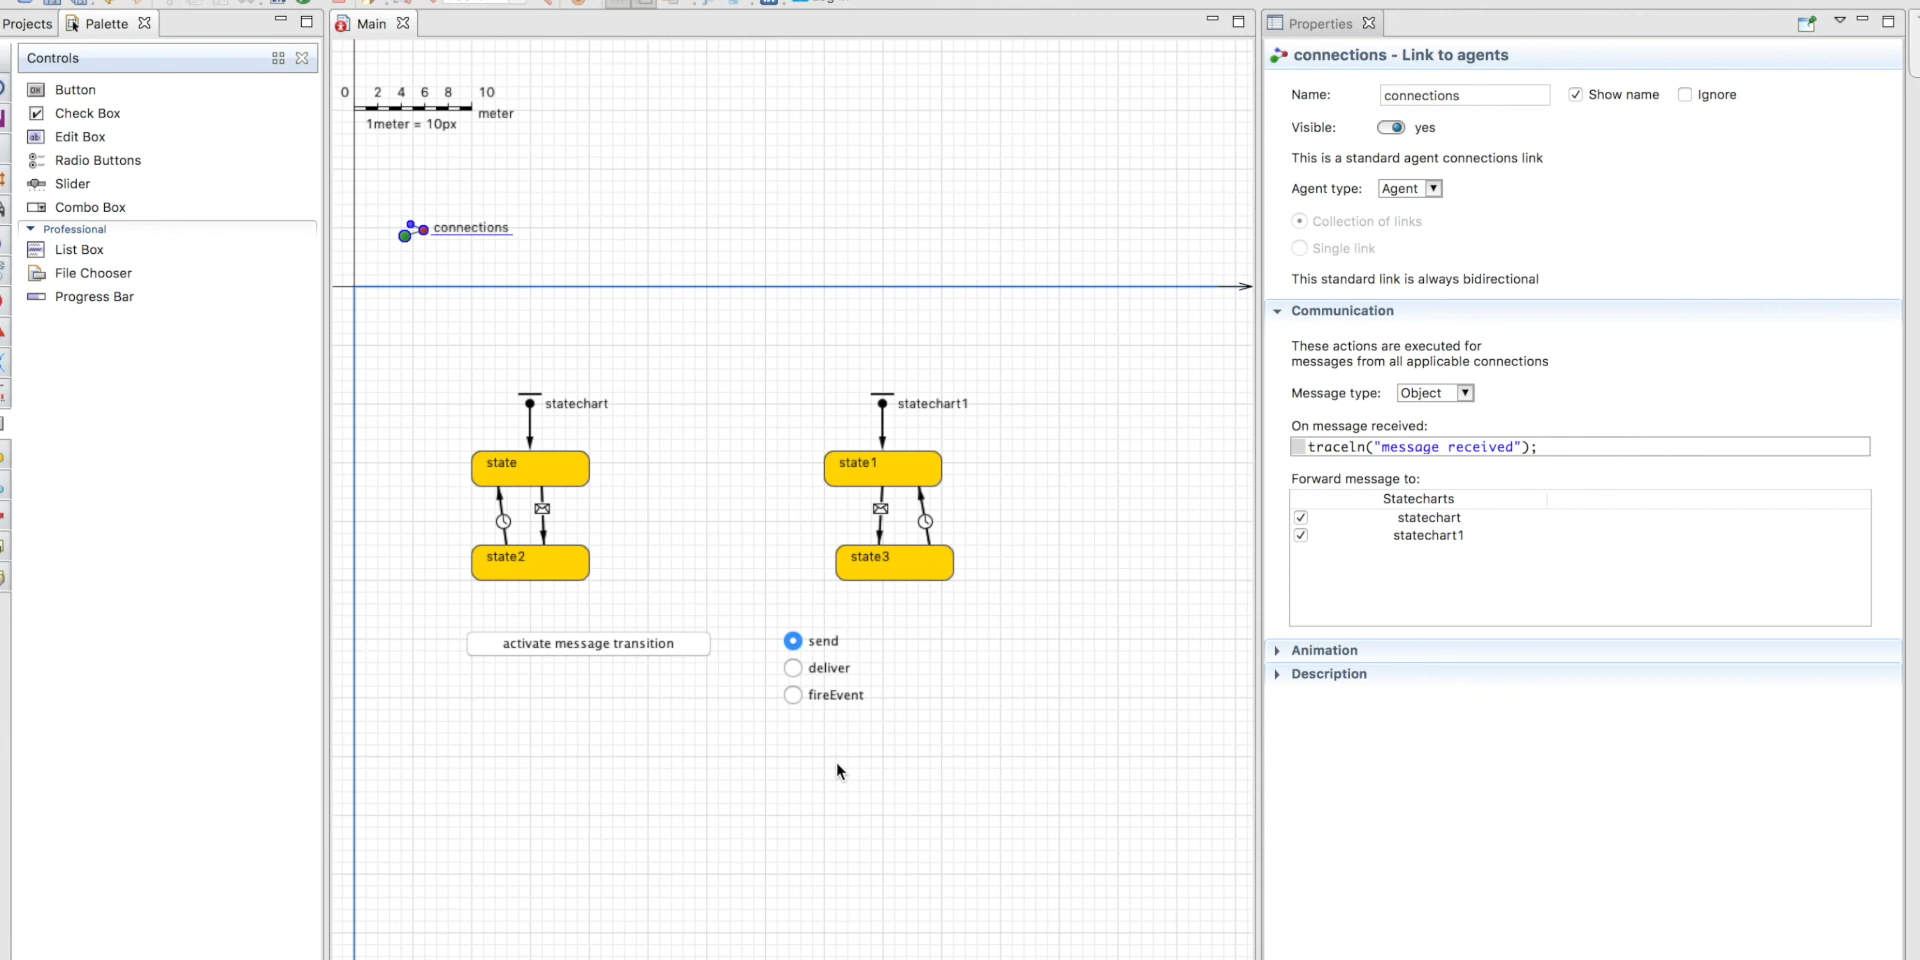 Projects
Palette
Main
Properties
Controls
Button
Check Box
Edit Box
Radio Buttons
Slider
Combo Box
Professional
List Box
File Chooser
Progress Bar
0 2 4 6 8 10
meter
1meter = 10px
connections
statechart
state
state2
statechart1
state1
state3
activate message transition
send
deliver
fireEvent
connections - Link to agents
Name: connections Show name Ignore
Visible: yes
This is a standard agent connections link
Agent type: Agent
Collection of links
Single link
This standard link is always bidirectional
Communication
These actions are executed for
messages from all applicable connections
Message type: Object
On message received:
traceln("message received");
Forward message to:
Statecharts
statechart
statechart1
Animation
Description